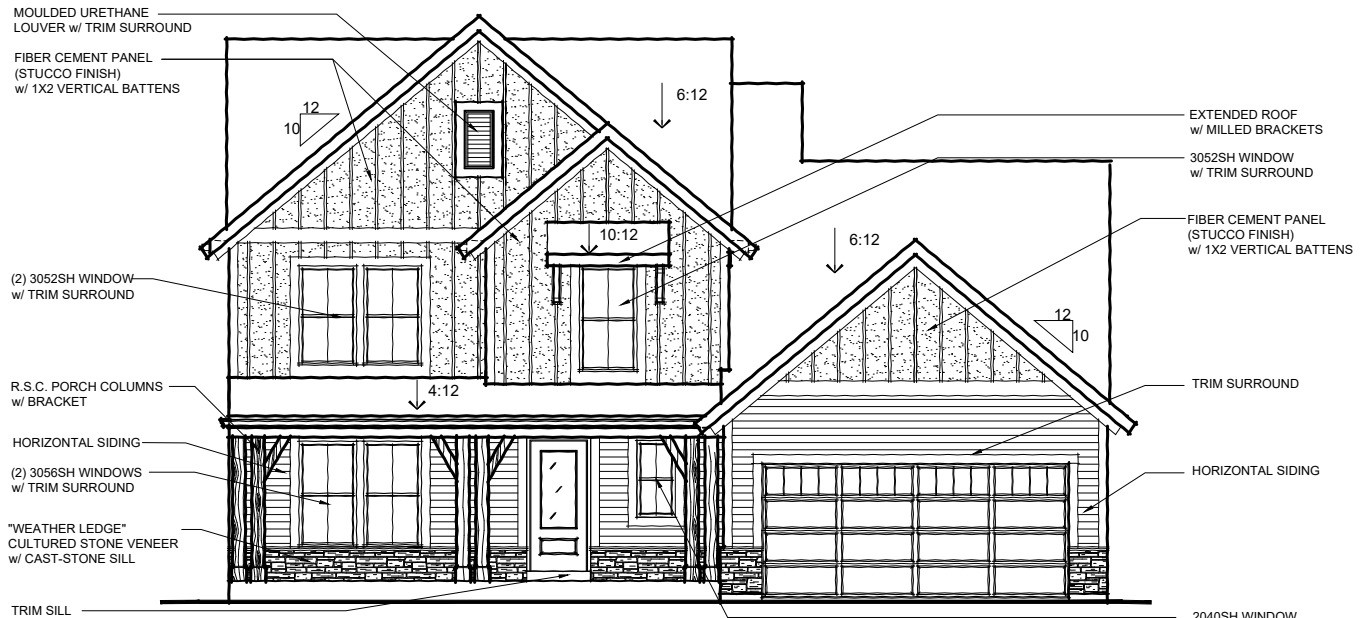 MOULDED URETHANE
LOUVER w/ TRIM SURROUND
FIBER CEMENT PANEL
(STUCCO FINISH)
w/ 1X2 VERTICAL BATTENS
12
10
6:12
EXTENDED ROOF
w/ MILLED BRACKETS
3052SH WINDOW
w/ TRIM SURROUND
FIBER CEMENT PANEL
(STUCCO FINISH)
w/ 1X2 VERTICAL BATTENS
10:12
6:12
(2) 3052SH WINDOW
w/ TRIM SURROUND
12
10
R.S.C. PORCH COLUMNS
w/ BRACKET
4:12
TRIM SURROUND
HORIZONTAL SIDING
(2) 3056SH WINDOWS
w/ TRIM SURROUND
HORIZONTAL SIDING
"WEATHER LEDGE"
CULTURED STONE VENEER
w/ CAST-STONE SILL
TRIM SILL
2040SH WINDOW